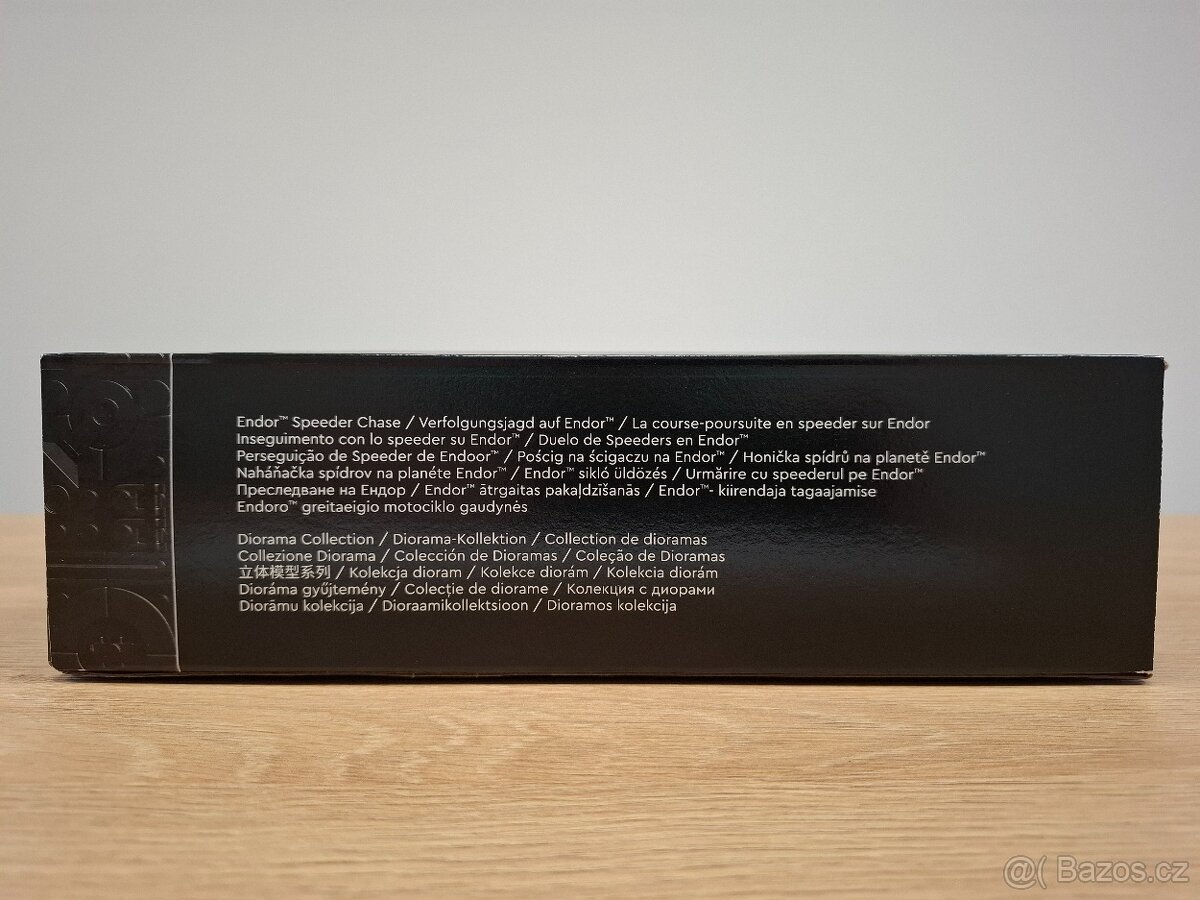 Endor™ Speeder Chase / Verfolgungsjagd auf Endor™ / La course-poursuite en speeder sur Endor
Inseguimento con lo speeder su Endor™ / Duelo de Speeders en Endor™
Perseguição de Speeder de Endoor™ / Pościg na ścigaczu na Endor™ / Honička spídrů na planetě Endor™
Naháňačka spídrov na planéte Endor™ / Endor™ sikló üldözés / Urmărire cu speederul pe Endor™
Преследване на Ендор / Endor™ ātrgaitas pakaļdzīšanās / Endor™- kiirendaja tagaajamise
Endoro™ greitaeigio motociklo gaudynės
Diorama Collection / Diorama-Kollektion / Collection de dioramas
Collezione Diorama / Colección de Dioramas / Coleção de Dioramas
立体模型系列 / Kolekcja dioram / Kolekce diorám / Kolekcia diorám
Dioráma gyűjtemény / Colecție de diorame / Колекция с диорами
Diorāmu kolekcija / Dioraamikollektsioon / Dioramos kolekcija
@( Bazos.cz